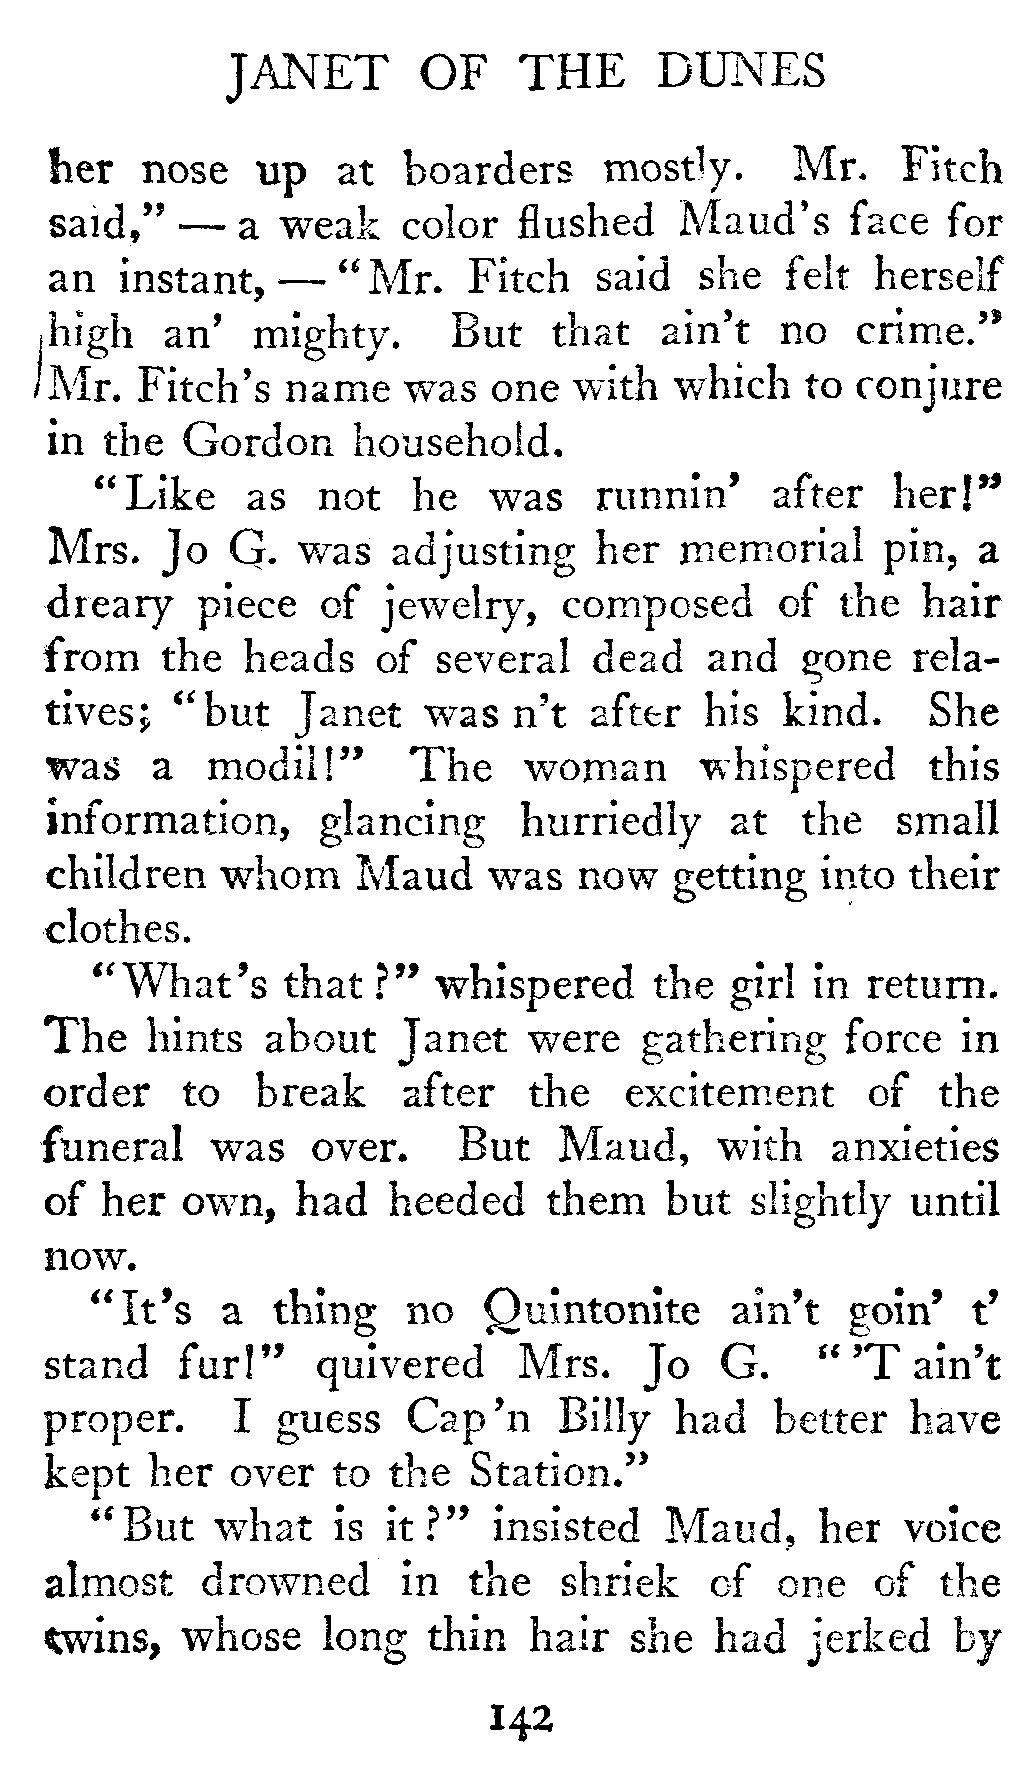 JANET OF THE DUNES
her nose up at boarders mostly. Mr. Fitch
said,” — a weak color flushed Maud’s face for
an instant, — “Mr. Fitch said she felt herself
high an’ mighty. But that ain’t no crime.”
Mr. Fitch’s name was one with which to conjure
in the Gordon household.
“Like as not he was runnin’ after her!”
Mrs. Jo G. was adjusting her memorial pin, a
dreary piece of jewelry, composed of the hair
from the heads of several dead and gone rela-
tives; “but Janet was n’t after his kind. She
was a modil!” The woman whispered this
information, glancing hurriedly at the small
children whom Maud was now getting into their
clothes.
“What’s that?” whispered the girl in return.
The hints about Janet were gathering force in
order to break after the excitement of the
funeral was over. But Maud, with anxieties
of her own, had heeded them but slightly until
now.
“It’s a thing no Quintonite ain’t goin’ t’
stand fur!” quivered Mrs. Jo G. “’T ain’t
proper. I guess Cap’n Billy had better have
kept her over to the Station.”
“But what is it?” insisted Maud, her voice
almost drowned in the shriek of one of the
twins, whose long thin hair she had jerked by
142